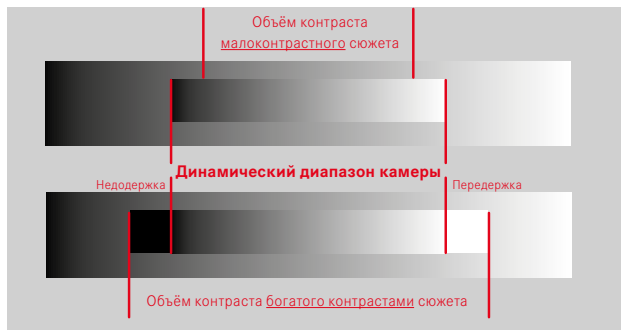 Объём контраста
малоконтрастного сюжета
Динамический диапазон камеры
Недодержка
Передержка
Объём контраста богатого контрастами сюжета